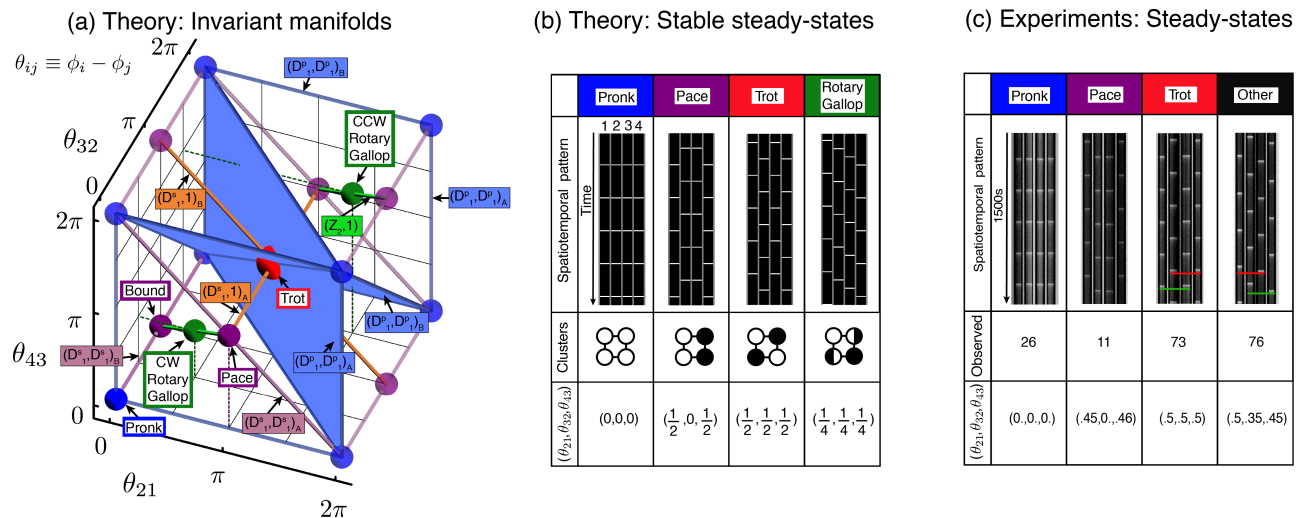 (a) Theory: Invariant manifolds
θij ≡ ϕi − ϕj
2π
π
0
θ32
2π
π
0
θ43
0
π
2π
θ21
(Dp1,Dp1)B
CCW
Rotary
Gallop
(Dp1,Dp1)A
(Ds1,1)B
(Z2,1)
Bound
(Ds1,1)A
Trot
(Dp1,Dp1)B
(Dp1,Dp1)A
(Ds1,Ds1)B
CW
Rotary
Gallop
Pace
(Ds1,Ds1)A
Pronk
(b) Theory: Stable steady-states
Pronk Pace Trot Rotary Gallop
Spatiotemporal pattern
1 2 3 4
Time
Clusters
(θ21,θ32,θ43)
(0,0,0) (1/2,0,1/2) (1/2,1/2,1/2) (1/4,1/4,1/4)
(c) Experiments: Steady-states
Pronk Pace Trot Other
Spatiotemporal pattern
1500s
Observed
26 11 73 76
(θ21,θ32,θ43)
(0.,0.,0.) (.45,0.,.46) (.5,.5,.5) (.5,.35,.45)